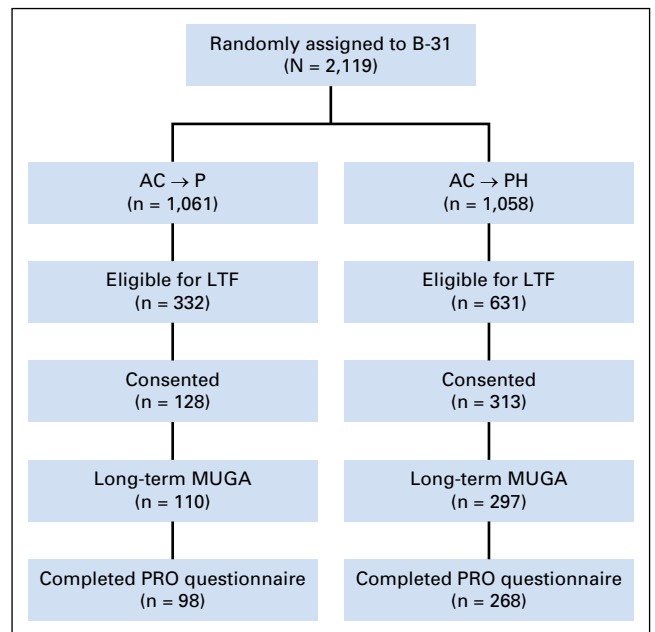 Randomly assigned to B-31
(N = 2,119)
AC → P
(n = 1,061)
AC → PH
(n = 1,058)
Eligible for LTF
(n = 332)
Eligible for LTF
(n = 631)
Consented
(n = 128)
Consented
(n = 313)
Long-term MUGA
(n = 110)
Long-term MUGA
(n = 297)
Completed PRO questionnaire
(n = 98)
Completed PRO questionnaire
(n = 268)